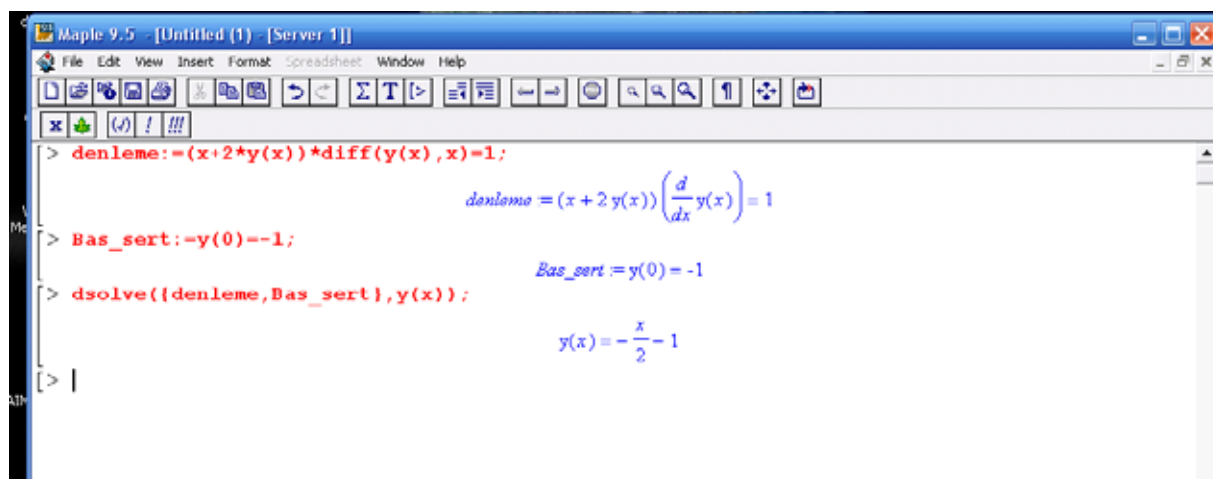 Maple 9.5 - [Untitled (1) - [Server 1]]
File Edit View Insert Format Spreadsheet Window Help
[> denleme:=(x+2*y(x))*diff(y(x),x)=1;
denleme := (x + 2 y(x)) (d/dx y(x)) = 1
[> Bas_sert:=y(0)=-1;
Bas_sert := y(0) = -1
[> dsolve({denleme,Bas_sert},y(x));
y(x) = - x/2 - 1
[>